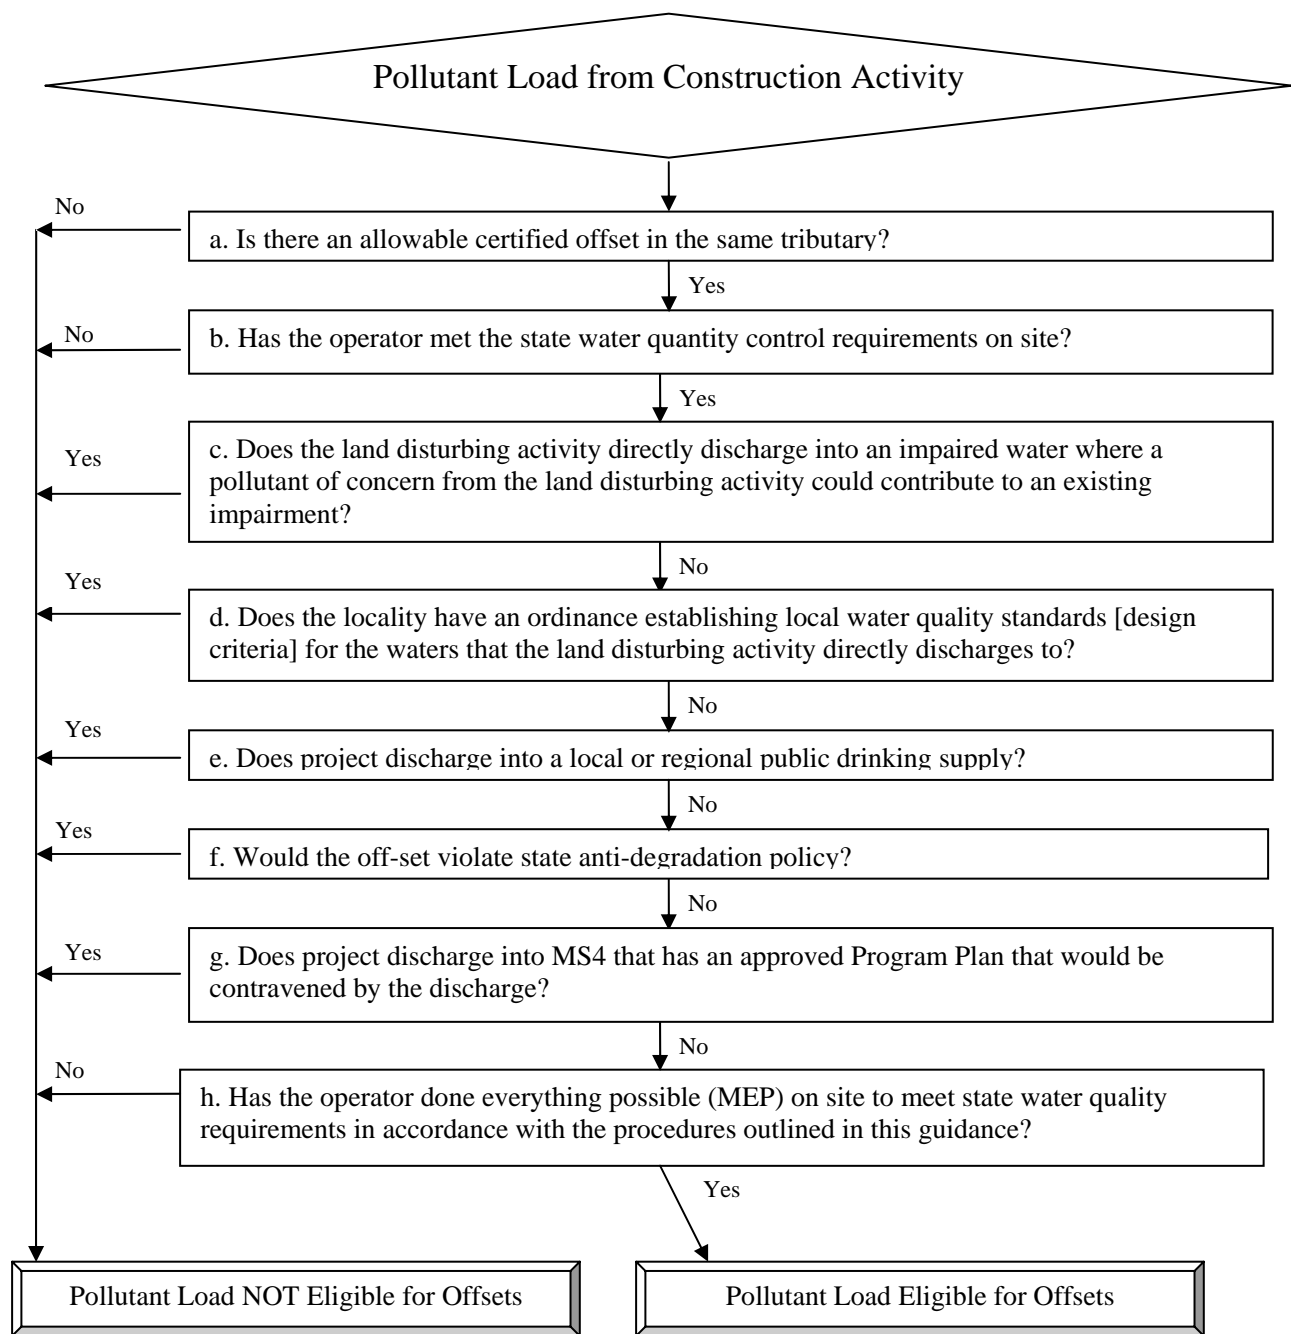 Pollutant Load from Construction Activity
No
a. Is there an allowable certified offset in the same tributary?
Yes
No
b. Has the operator met the state water quantity control requirements on site?
Yes
Yes
c. Does the land disturbing activity directly discharge into an impaired water where a
pollutant of concern from the land disturbing activity could contribute to an existing
impairment?
No
Yes
d. Does the locality have an ordinance establishing local water quality standards [design
criteria] for the waters that the land disturbing activity directly discharges to?
No
Yes
e. Does project discharge into a local or regional public drinking supply?
No
Yes
f. Would the off-set violate state anti-degradation policy?
No
Yes
g. Does project discharge into MS4 that has an approved Program Plan that would be
contravened by the discharge?
No
No
h. Has the operator done everything possible (MEP) on site to meet state water quality
requirements in accordance with the procedures outlined in this guidance?
Yes
Pollutant Load NOT Eligible for Offsets
Pollutant Load Eligible for Offsets